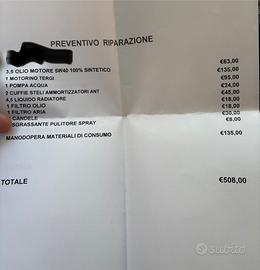 PREVENTIVO RIPARAZIONE
3,5 OLIO MOTORE 5W40 100% SINTETICO €63,00
1 MOTORINO TERGI €135,00
1 POMPA ACQUA €95,00
2 CUFFIE STELI AMMORTIZZATORI ANT €24,00
4,5 LIQUIDO RADIATORE €45,00
1 FILTRO OLIO €18,00
1 FILTRO ARIA €18,00
CANDELE €30,00
SGRASSANTE PULITORE SPRAY €8,00
MANODOPERA MATERIALI DI CONSUMO €135,00
TOTALE €508,00
subito